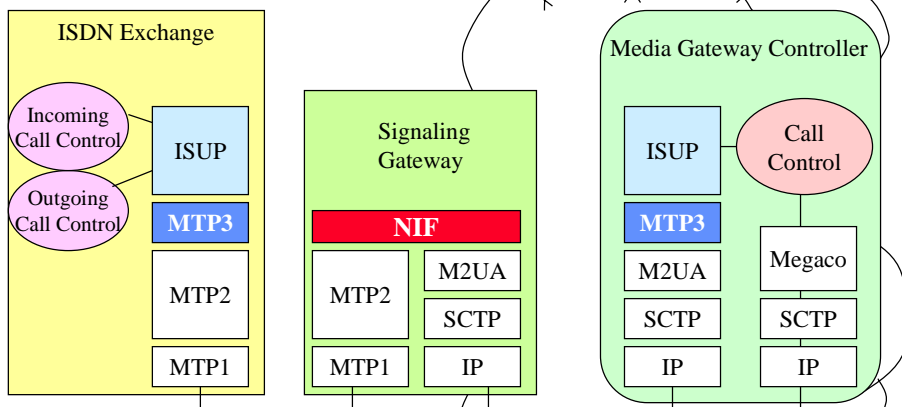 ISDN Exchange
Incoming
Call Control
Outgoing
Call Control
ISUP
MTP3
MTP2
MTP1
Signaling
Gateway
NIF
MTP2
MTP1
M2UA
SCTP
IP
Media Gateway Controller
ISUP
MTP3
M2UA
SCTP
IP
Call
Control
Megaco
SCTP
IP